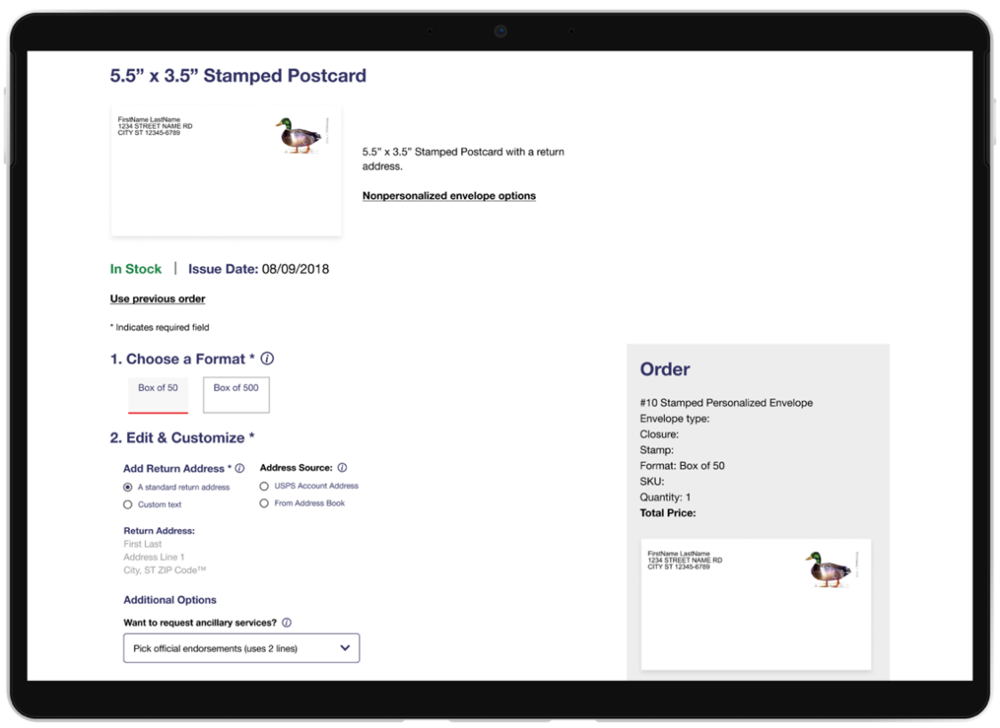 5.5” x 3.5” Stamped Postcard
FirstName LastName
1234 STREET NAME RD
CITY ST 12345-6789
5.5” x 3.5” Stamped Postcard with a return
address.
Nonpersonalized envelope options
In Stock | Issue Date: 08/09/2018
Use previous order
* Indicates required field
1. Choose a Format *
Box of 50
Box of 500
2. Edit & Customize *
Add Return Address *
A standard return address
Custom text
Address Source:
USPS Account Address
From Address Book
Return Address:
First Last
Address Line 1
City, ST ZIP Code™
Additional Options
Want to request ancillary services?
Pick official endorsements (uses 2 lines)
Order
#10 Stamped Personalized Envelope
Envelope type:
Closure:
Stamp:
Format: Box of 50
SKU:
Quantity: 1
Total Price:
FirstName LastName
1234 STREET NAME RD
CITY ST 12345-6789